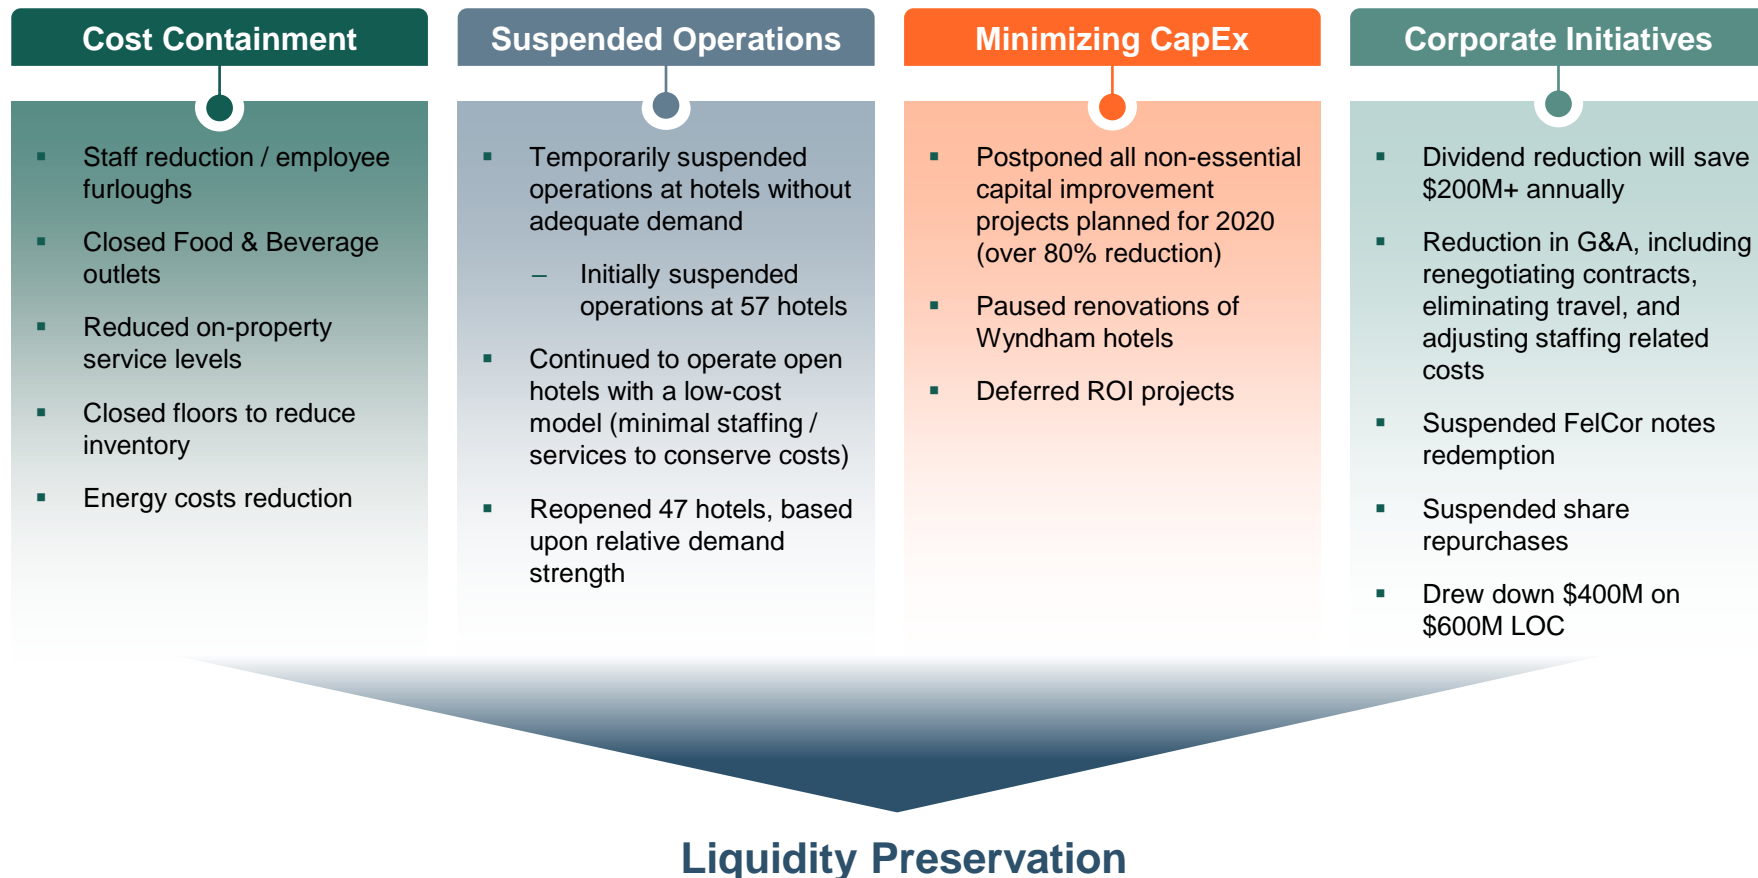 Cost Containment
▪ Staff reduction / employee
furloughs
▪ Closed Food & Beverage
outlets
▪ Reduced on-property
service levels
▪ Closed floors to reduce
inventory
▪ Energy costs reduction
Suspended Operations
▪ Temporarily suspended
operations at hotels without
adequate demand
– Initially suspended
operations at 57 hotels
▪ Continued to operate open
hotels with a low-cost
model (minimal staffing /
services to conserve costs)
▪ Reopened 47 hotels, based
upon relative demand
strength
Minimizing CapEx
▪ Postponed all non-essential
capital improvement
projects planned for 2020
(over 80% reduction)
▪ Paused renovations of
Wyndham hotels
▪ Deferred ROI projects
Corporate Initiatives
▪ Dividend reduction will save
$200M+ annually
▪ Reduction in G&A, including
renegotiating contracts,
eliminating travel, and
adjusting staffing related
costs
▪ Suspended FelCor notes
redemption
▪ Suspended share
repurchases
▪ Drew down $400M on
$600M LOC
Liquidity Preservation